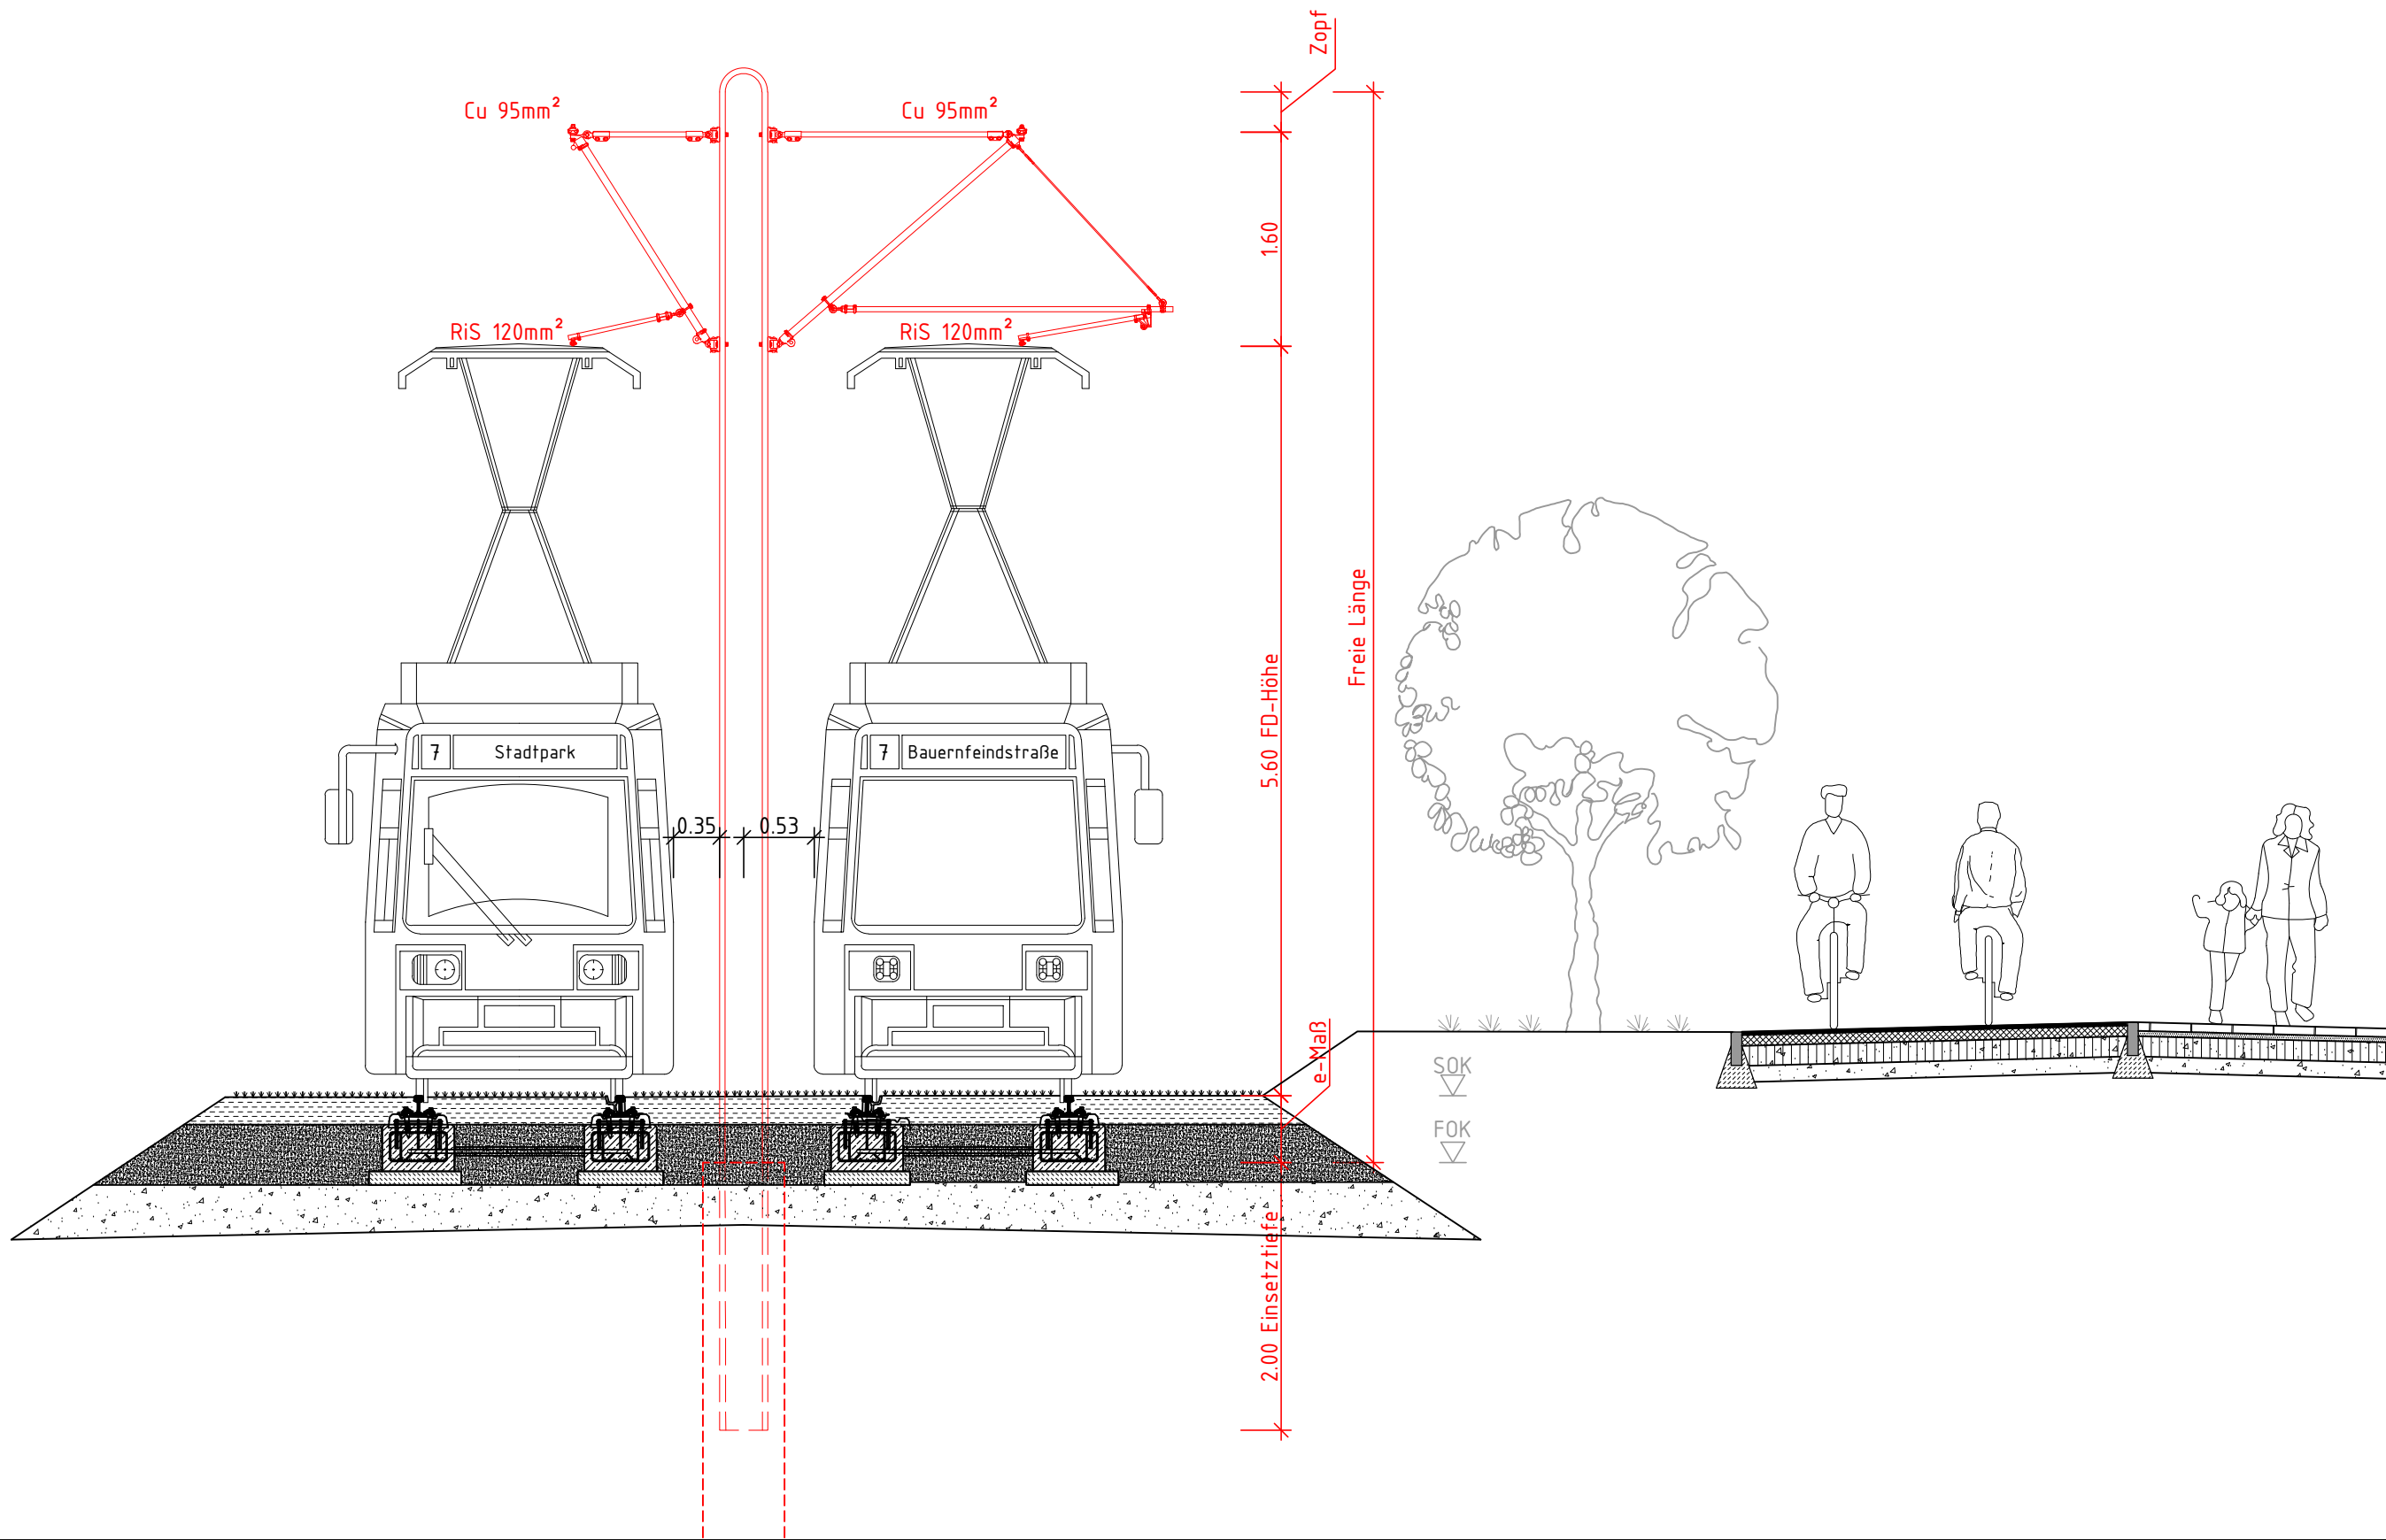 Zopf
Cu 95mm²
Cu 95mm²
1.60
RiS 120mm²
RiS 120mm²
Freie Länge
5.60 FD-Höhe
7
Stadtpark
7
Bauernfeindstraße
0.35
0.53
e-Maß
SOK
FOK
2.00 Einsetztiefe